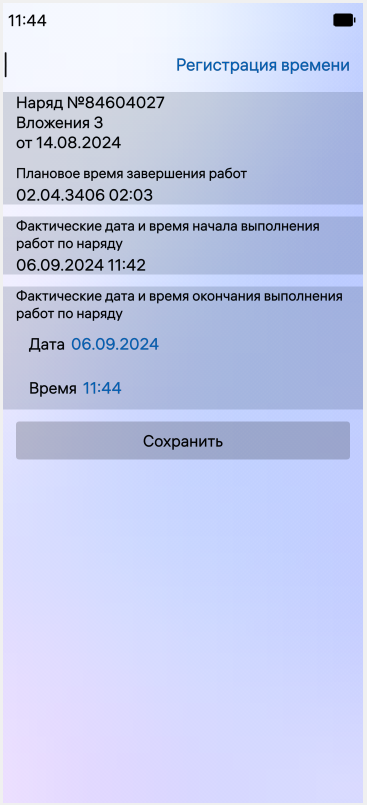 11:44
Регистрация времени
Наряд №84604027
Вложения 3
от 14.08.2024
Плановое время завершения работ
02.04.3406 02:03
Фактические дата и время начала выполнения
работ по наряду
06.09.2024 11:42
Фактические дата и время окончания выполнения
работ по наряду
Дата 06.09.2024
Время 11:44
Сохранить